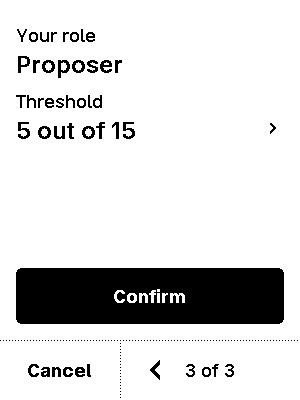 Your role
Proposer
Threshold
5 out of 15
Confirm
Cancel
3 of 3